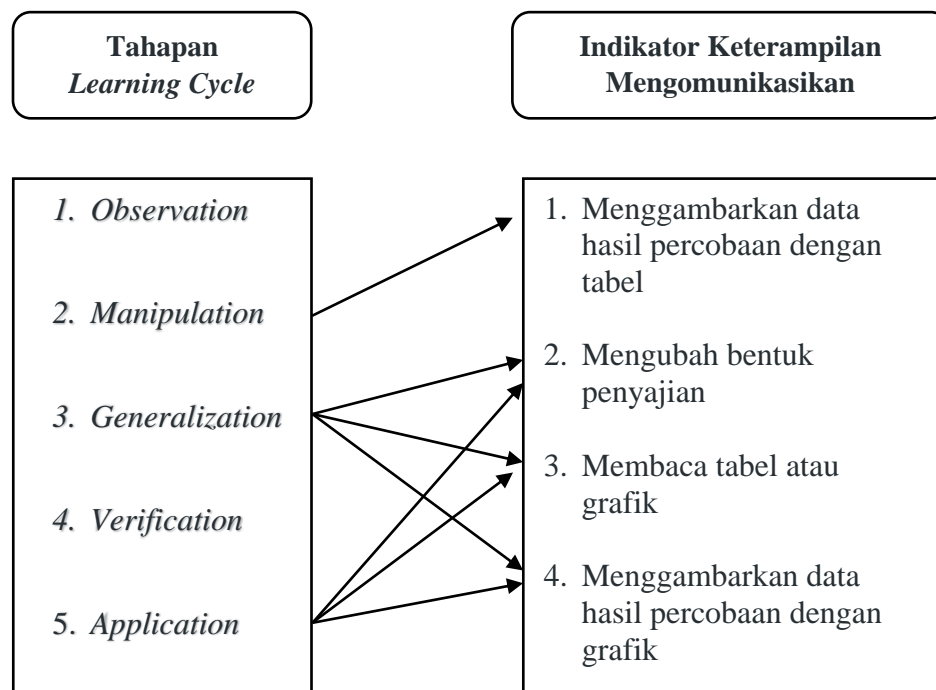 Tahapan
Learning Cycle
Indikator Keterampilan
Mengomunikasikan
1. Observation
2. Manipulation
3. Generalization
4. Verification
5. Application
1. Menggambarkan data
hasil percobaan dengan
tabel
2. Mengubah bentuk
penyajian
3. Membaca tabel atau
grafik
4. Menggambarkan data
hasil percobaan dengan
grafik